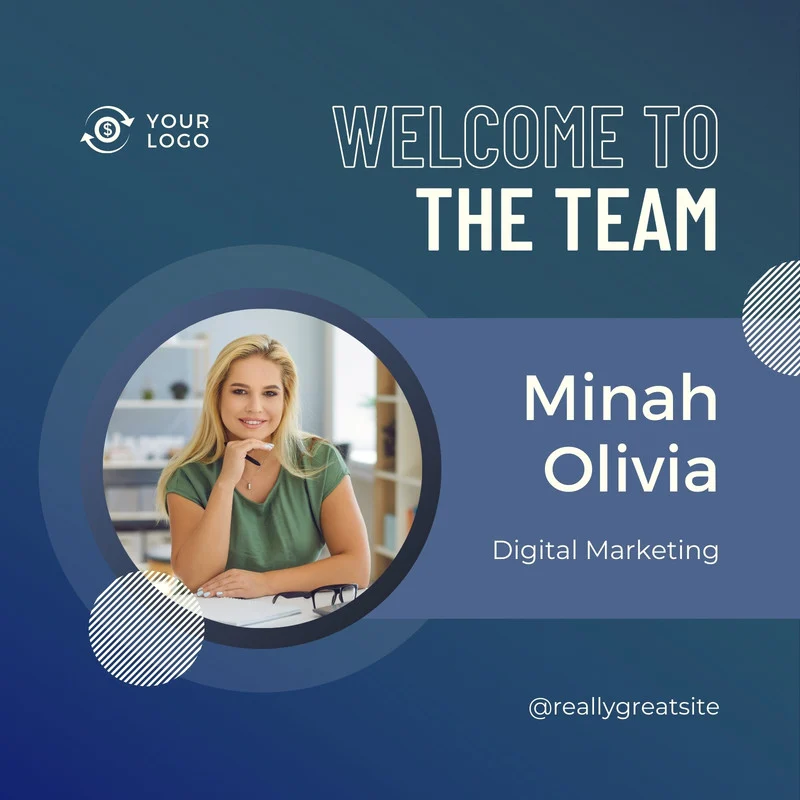 YOUR
LOGO
WELCOME TO
THE TEAM
Minah
Olivia
Digital Marketing
@reallygreatsite